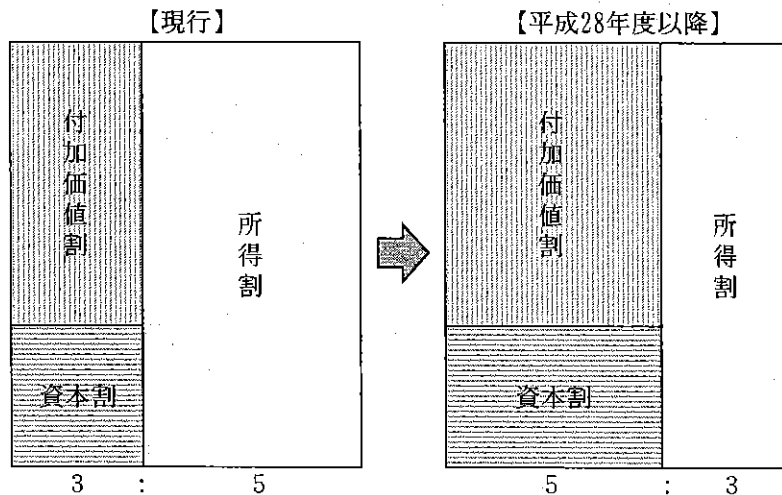 【現行】
付加価値割
資本割
所得割
3 : 5
【平成28年度以降】
付加価値割
資本割
所得割
5 : 3